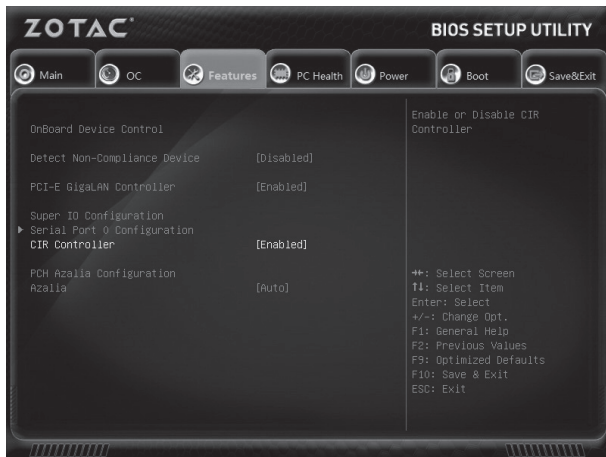 ZOTAC
BIOS SETUP UTILITY
Main
OC
Features
PC Health
Power
Boot
Save&Exit
OnBoard Device Control
Detect Non-Compliance Device [Disabled]
PCI-E GigaLAN Controller [Enabled]
Super IO Configuration
Serial Port 0 Configuration
CIR Controller [Enabled]
PCH Azalia Configuration
Azalia [Auto]
Enable or Disable CIR
Controller
→←: Select Screen
↑↓: Select Item
Enter: Select
+/-: Change Opt.
F1: General Help
F2: Previous Values
F9: Optimized Defaults
F10: Save & Exit
ESC: Exit